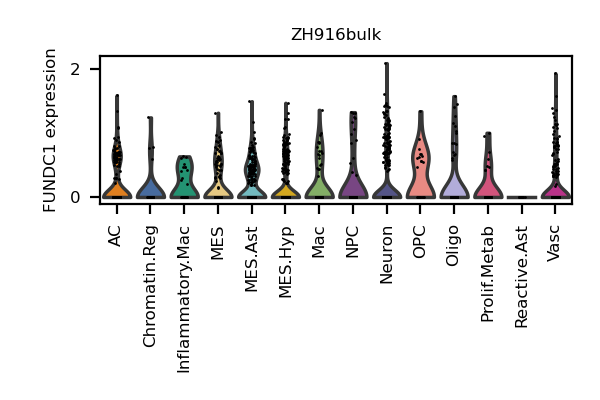 ZH916bulk
FUNDC1 expression
2
0
AC
Chromatin.Reg
Inflammatory.Mac
MES
MES.Ast
MES.Hyp
Mac
NPC
Neuron
OPC
Oligo
Prolif.Metab
Reactive.Ast
Vasc